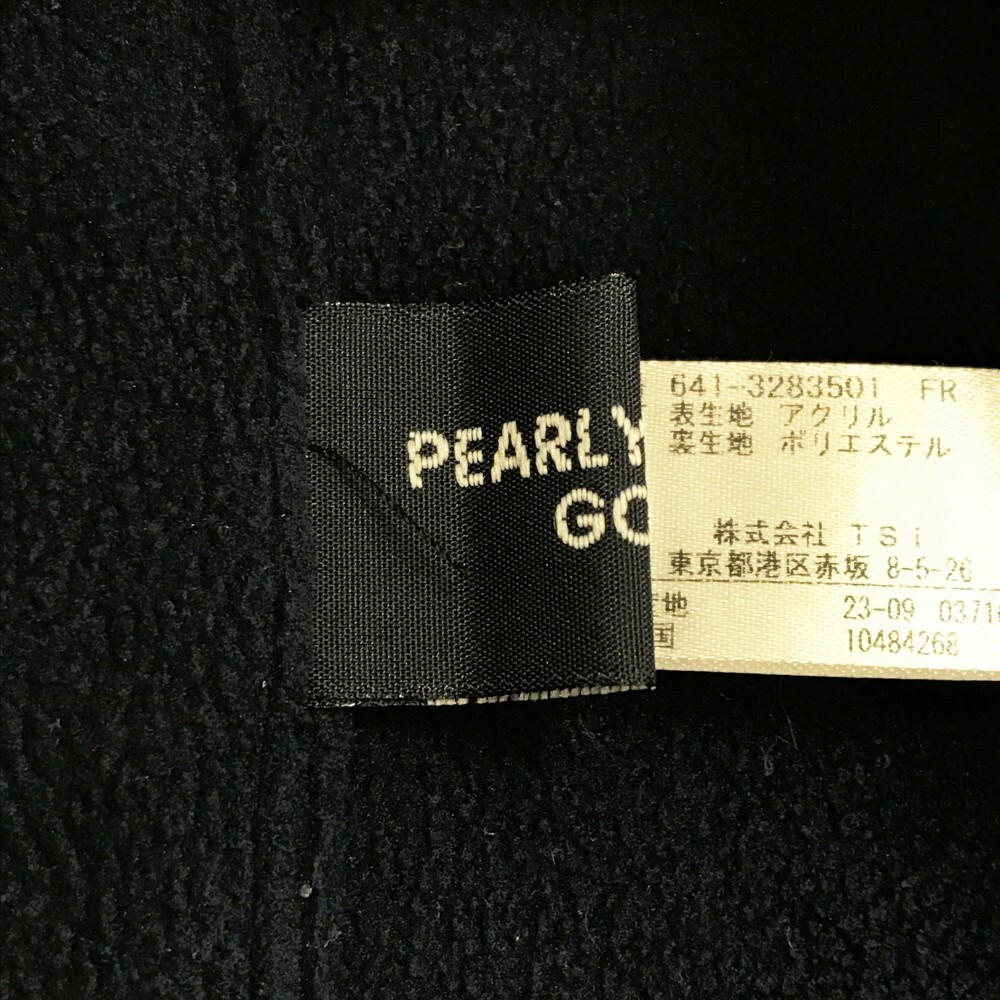 PEARLY
GO
641-3283501 FR
表生地 アクリル
裏生地 ポリエステル
株式会社 TSI
東京都港区赤坂 8-5-26
地 23-09 03716
国 10484268